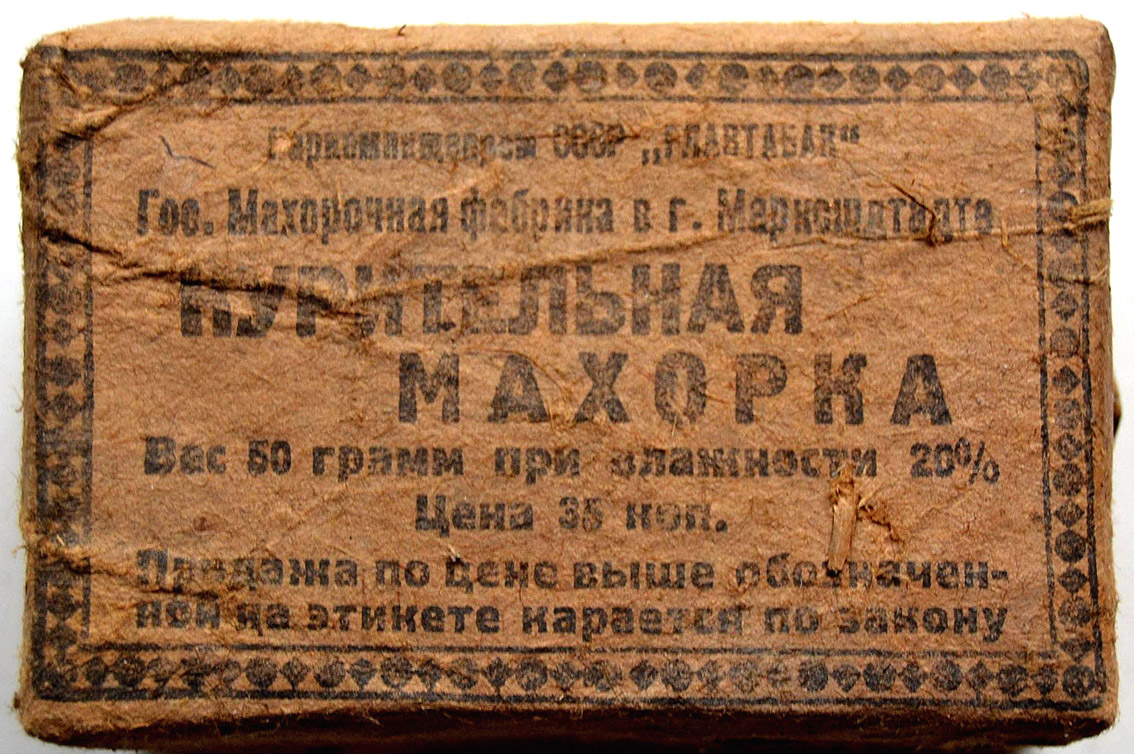 Наркомпищепром СССР „ГЛАВТАБАК“
Гос. Махорочная фабрика в г. Марксштадте
КУРИТЕЛЬНАЯ
МАХОРКА
Вес 50 грамм при влажности 20%
Цена 35 коп.
Продажа по цене выше обозначен-
ной на этикете карается по закону